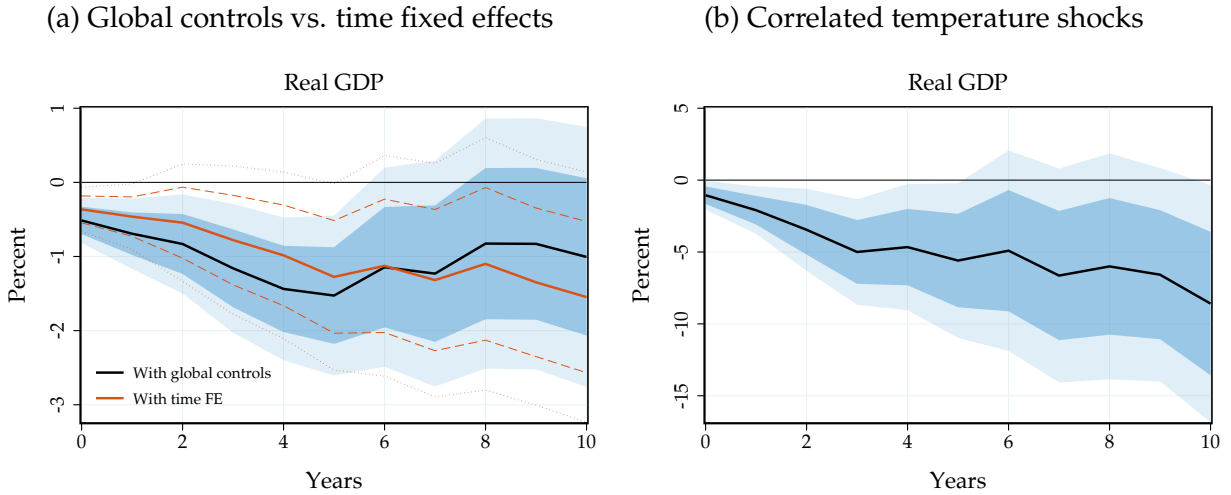 (a) Global controls vs. time fixed effects
Real GDP
1
0
-1
-2
-3
Percent
With global controls
With time FE
0 2 4 6 8 10
Years
(b) Correlated temperature shocks
Real GDP
5
0
-5
-10
-15
Percent
0 2 4 6 8 10
Years